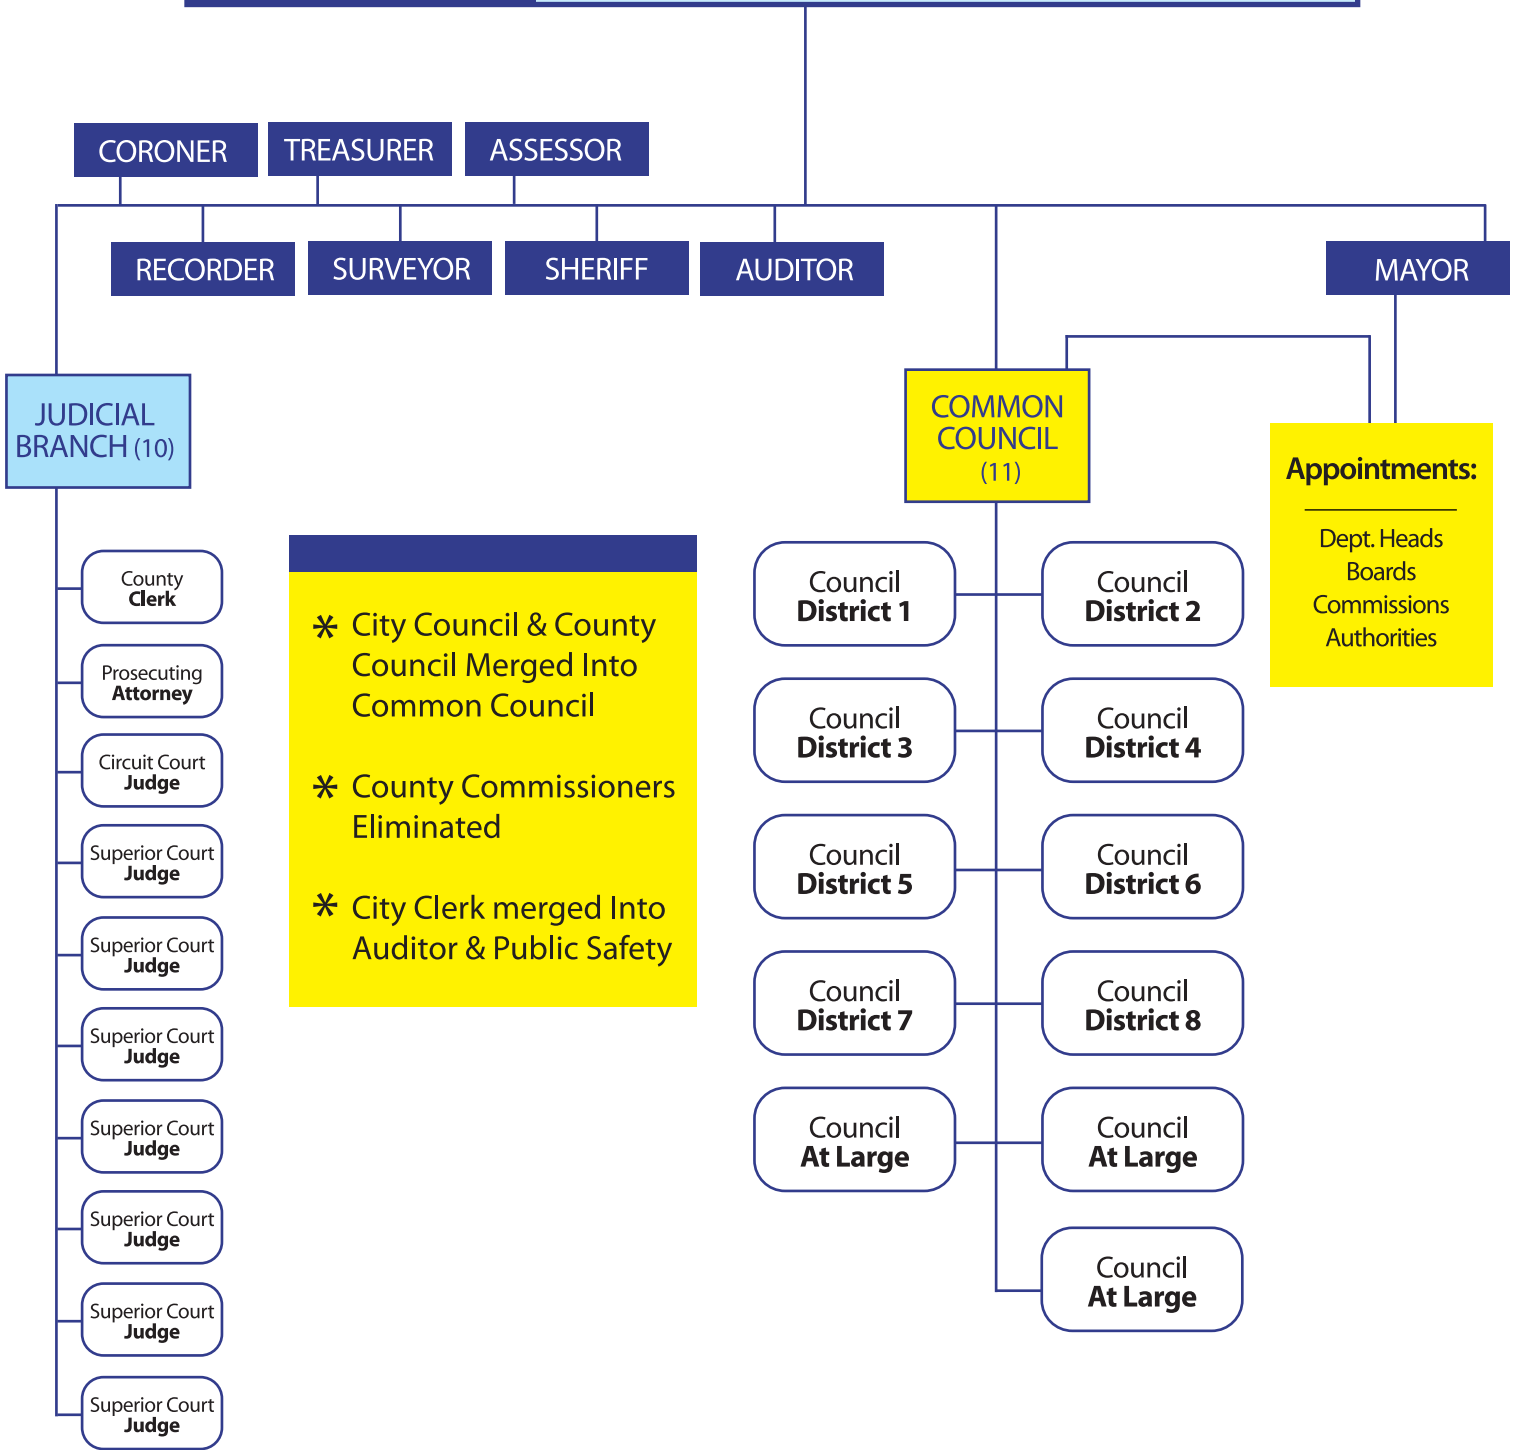 CORONER
TREASURER
ASSESSOR
RECORDER
SURVEYOR
SHERIFF
AUDITOR
MAYOR
JUDICIAL
BRANCH (10)
County
Clerk
Prosecuting
Attorney
Circuit Court
Judge
Superior Court
Judge
Superior Court
Judge
Superior Court
Judge
Superior Court
Judge
Superior Court
Judge
Superior Court
Judge
Superior Court
Judge
* City Council & County
Council Merged Into
Common Council
* County Commissioners
Eliminated
* City Clerk merged Into
Auditor & Public Safety
COMMON
COUNCIL
(11)
Council
District 1
Council
District 2
Council
District 3
Council
District 4
Council
District 5
Council
District 6
Council
District 7
Council
District 8
Council
At Large
Council
At Large
Council
At Large
Appointments:
Dept. Heads
Boards
Commissions
Authorities